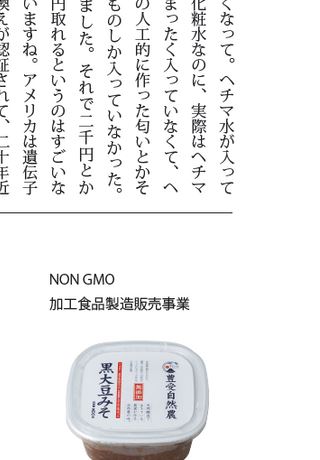 くなって。ヘチマ水が入って
化粧水なのに、実際はヘチマ
まったく入っていなくて、ヘ
の人工的に作った匂いとかそ
ものしか入っていなかった。
ました。それで二千円とか
円取れるというのはすごいな
いますね。アメリカは遺伝子
換えが認証されて、二十年近
NON GMO
加工食品製造販売事業
豊受自然農
無添加
黒大豆みそ